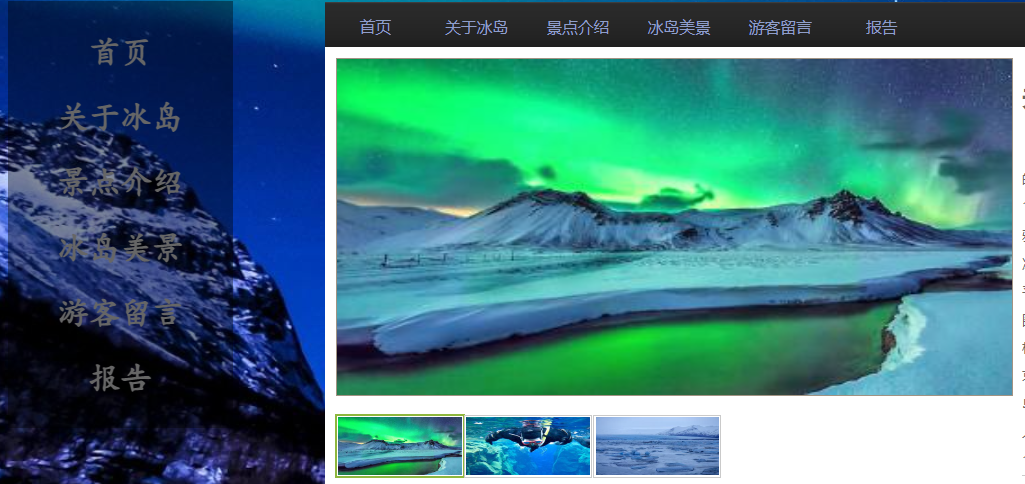 首页
关于冰岛
景点介绍
冰岛美景
游客留言
报告
首页 关于冰岛 景点介绍 冰岛美景 游客留言 报告